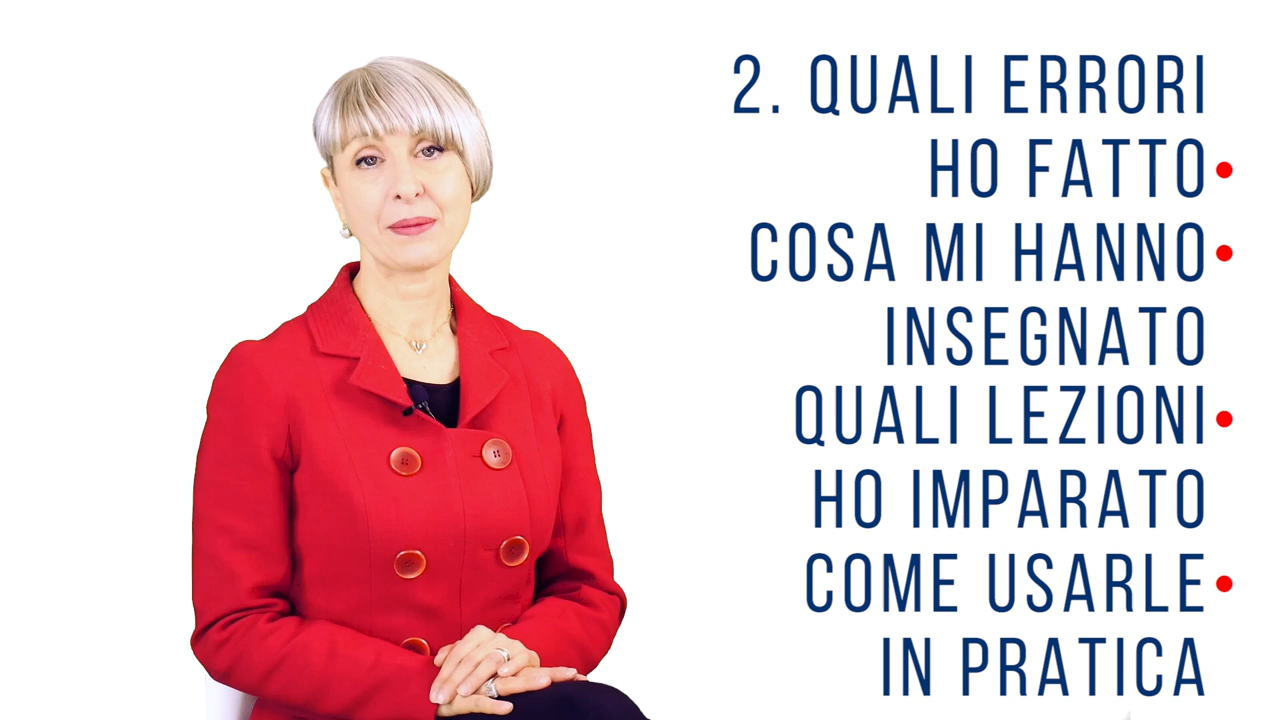 2. QUALI ERRORI
HO FATTO•
COSA MI HANNO•
INSEGNATO
QUALI LEZIONI•
HO IMPARATO
COME USARLE•
IN PRATICA